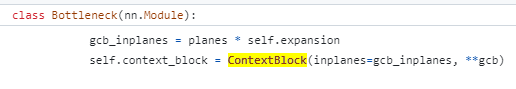 class Bottleneck(nn.Module):
gcb_inplanes = planes * self.expansion
self.context_block = ContextBlock(inplanes=gcb_inplanes, **gcb)